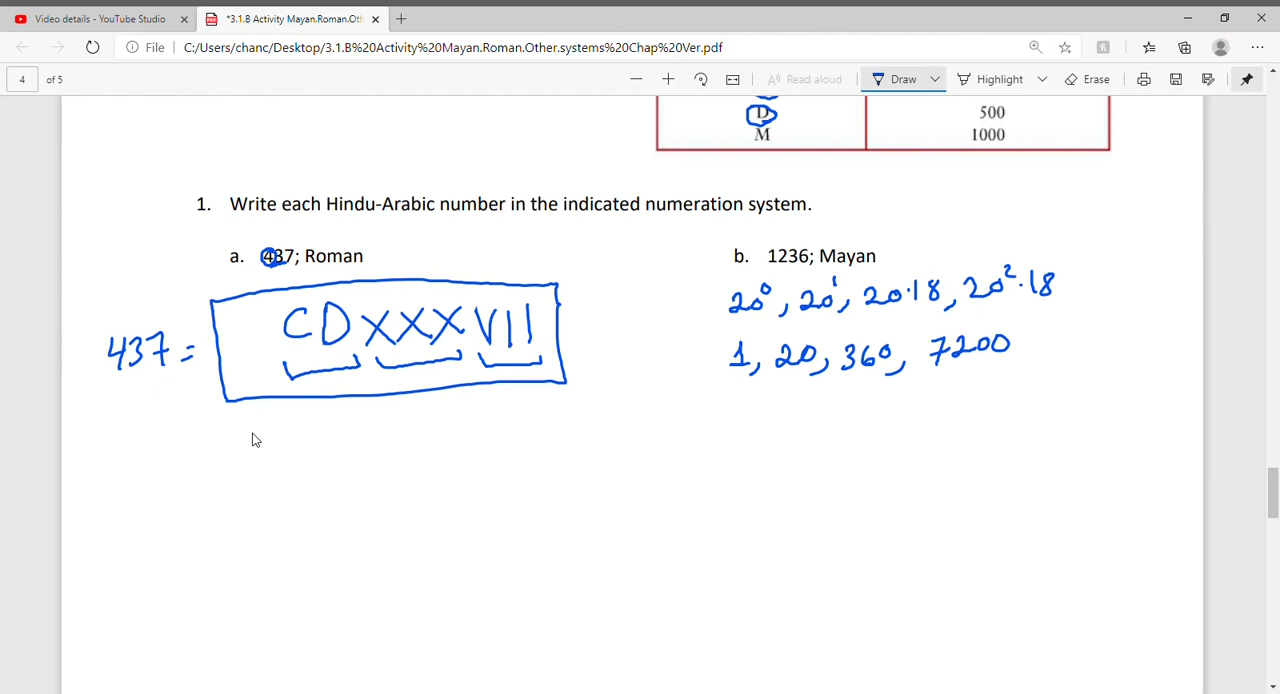 Video details - YouTube Studio
*3.1.B Activity Mayan.Roman.Oth
File
C:/Users/chanc/Desktop/3.1.B%20Activity%20Mayan.Roman.Other.systems%20Chap%20Ver.pdf
4 of 5
Read aloud Draw Highlight Erase
D 500
M 1000
1. Write each Hindu-Arabic number in the indicated numeration system.
a. 437; Roman
b. 1236; Mayan
437 = CDXXXVII
20⁰, 20¹, 20·18, 20²·18
1, 20, 360, 7200